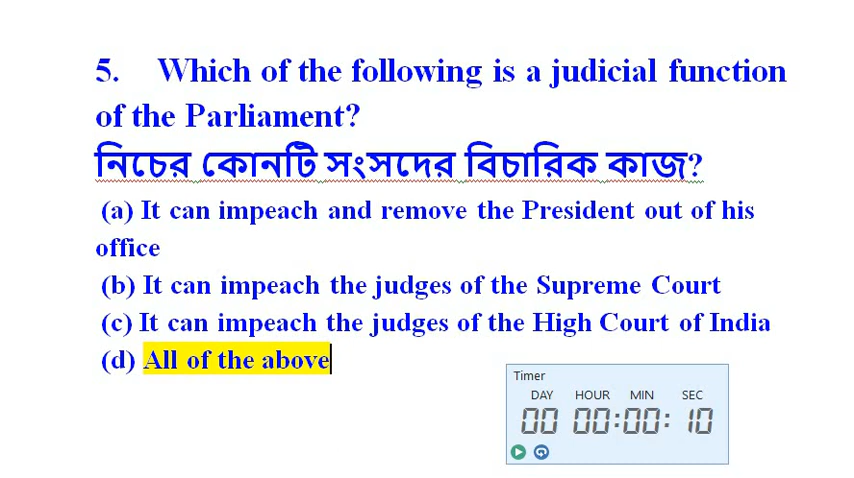 5. Which of the following is a judicial function
of the Parliament?
নিচের কোনটি সংসদের বিচারিক কাজ?
(a) It can impeach and remove the President out of his
office
(b) It can impeach the judges of the Supreme Court
(c) It can impeach the judges of the High Court of India
(d) All of the above
Timer
DAY HOUR MIN SEC
00 00:00: 10